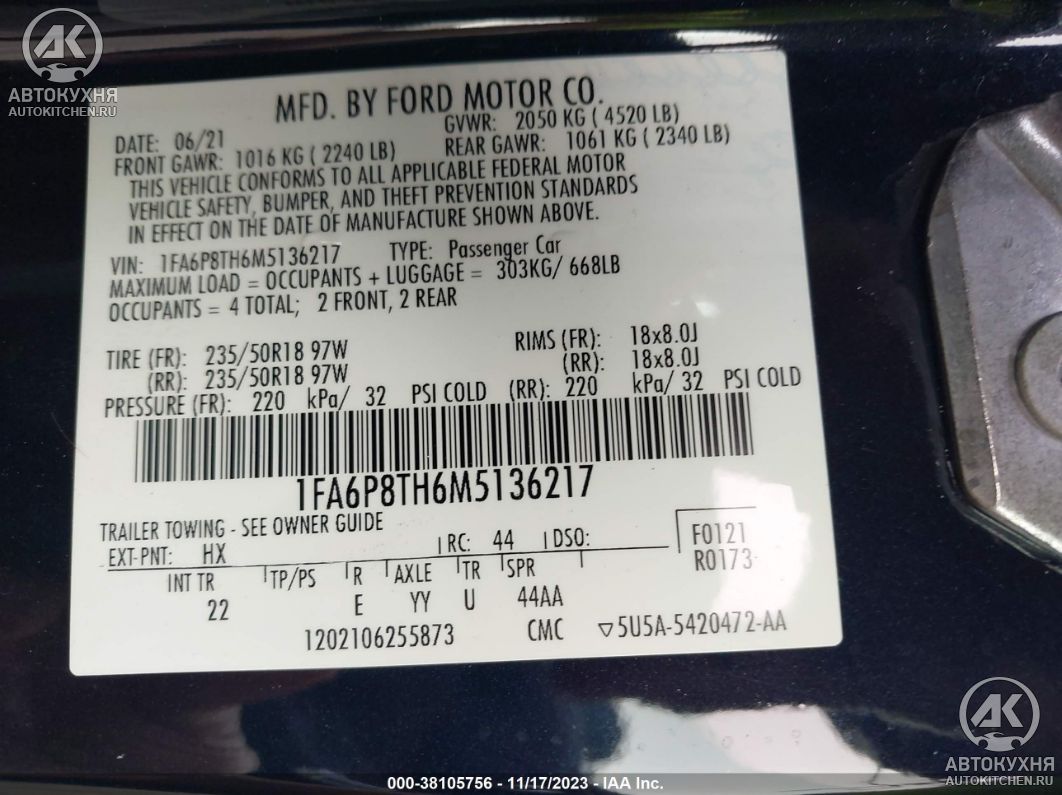 AK
АВТОКУХНЯ
AUTOKITCHEN.RU
MFD. BY FORD MOTOR CO.
DATE: 06/21 GVWR: 2050 KG ( 4520 LB)
FRONT GAWR: 1016 KG ( 2240 LB) REAR GAWR: 1061 KG ( 2340 LB)
THIS VEHICLE CONFORMS TO ALL APPLICABLE FEDERAL MOTOR
VEHICLE SAFETY, BUMPER, AND THEFT PREVENTION STANDARDS
IN EFFECT ON THE DATE OF MANUFACTURE SHOWN ABOVE.
VIN: 1FA6P8TH6M5136217 TYPE: Passenger Car
MAXIMUM LOAD = OCCUPANTS + LUGGAGE = 303KG/ 668LB
OCCUPANTS = 4 TOTAL; 2 FRONT, 2 REAR
TIRE (FR): 235/50R18 97W RIMS (FR): 18x8.0J
(RR): 235/50R18 97W (RR): 18x8.0J
PRESSURE (FR): 220 kPa/ 32 PSI COLD (RR): 220 kPa/ 32 PSI COLD
1FA6P8TH6M5136217
TRAILER TOWING - SEE OWNER GUIDE
EXT-PNT: HX RC: 44 DSO: F0121
R0173
INT TR TP/PS R AXLE TR SPR
22 E YY U 44AA
1202106255873 CMC ▽5U5A-5420472-AA
AK
АВТОКУХНЯ
AUTOKITCHEN.RU
000-38105756 - 11/17/2023 - IAA Inc.